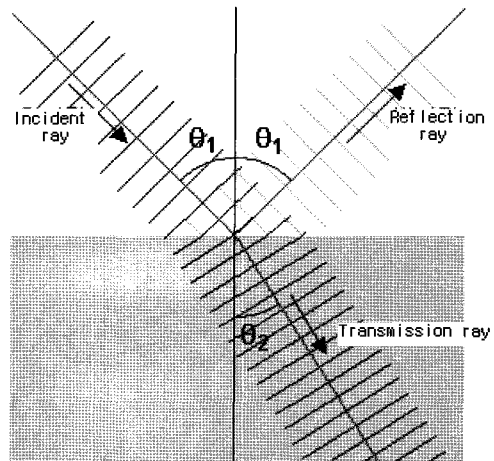 Incident
ray
θ1
θ1
Reflection
ray
θ2
Transmission ray